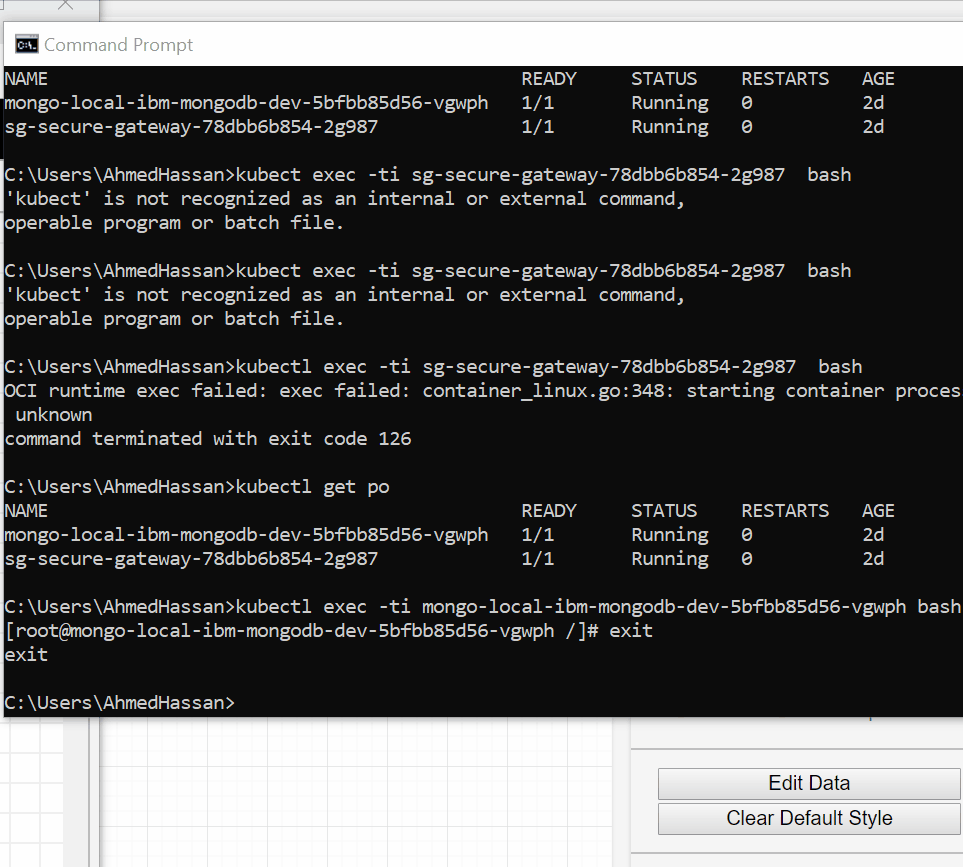 Command Prompt
NAME READY STATUS RESTARTS AGE
mongo-local-ibm-mongodb-dev-5bfbb85d56-vgwph 1/1 Running 0 2d
sg-secure-gateway-78dbb6b854-2g987 1/1 Running 0 2d
C:\Users\AhmedHassan>kubect exec -ti sg-secure-gateway-78dbb6b854-2g987  bash
'kubect' is not recognized as an internal or external command,
operable program or batch file.
C:\Users\AhmedHassan>kubect exec -ti sg-secure-gateway-78dbb6b854-2g987  bash
'kubect' is not recognized as an internal or external command,
operable program or batch file.
C:\Users\AhmedHassan>kubectl exec -ti sg-secure-gateway-78dbb6b854-2g987  bash
OCI runtime exec failed: exec failed: container_linux.go:348: starting container proces
unknown
command terminated with exit code 126
C:\Users\AhmedHassan>kubectl get po
NAME READY STATUS RESTARTS AGE
mongo-local-ibm-mongodb-dev-5bfbb85d56-vgwph 1/1 Running 0 2d
sg-secure-gateway-78dbb6b854-2g987 1/1 Running 0 2d
C:\Users\AhmedHassan>kubectl exec -ti mongo-local-ibm-mongodb-dev-5bfbb85d56-vgwph bash
[root@mongo-local-ibm-mongodb-dev-5bfbb85d56-vgwph /]# exit
exit
C:\Users\AhmedHassan>
Edit Data
Clear Default Style